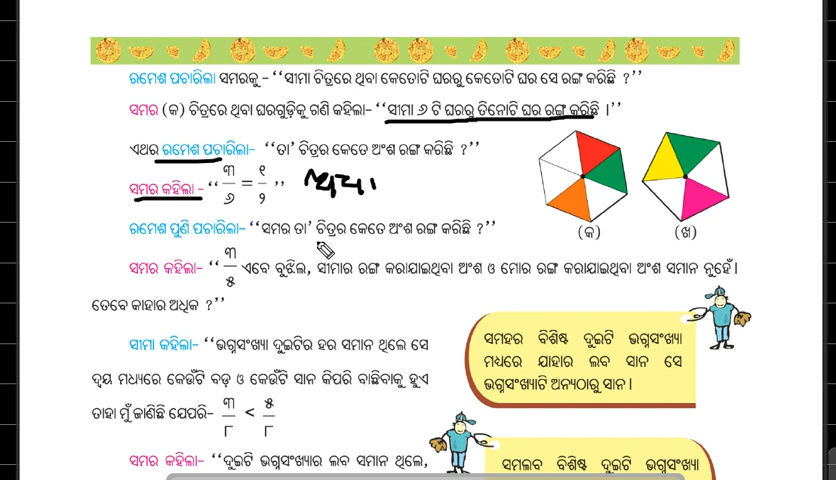 ରମେଶ ପଚାରିଲା ସମରକୁ - ‘‘ସୀମା ଚିତ୍ରରେ ଥିବା କେତୋଟି ଘରରୁ କେତୋଟି ଘର ସେ ରଙ୍ଗ କରିଛି ?’’
ସମର (କ) ଚିତ୍ରରେ ଥିବା ଘରଗୁଡ଼ିକୁ ଗଣି କହିଲା- ‘‘ସୀମା ୬ ଟି ଘରରୁ ତିନୋଟି ଘର ରଙ୍ଗ କରିଛି ।’’
ଏଥର ରମେଶ ପଚାରିଲା- ‘‘ତା’ ଚିତ୍ରର କେତେ ଅଂଶ ରଙ୍ଗ କରିଛି ?’’
ସମର କହିଲା- ‘‘ ୩/୬ = ୧/୨ ’’
ରମେଶ ପୁଣି ପଚାରିଲା- ‘‘ସମର ତା’ ଚିତ୍ରର କେତେ ଅଂଶ ରଙ୍ଗ କରିଛି ?’’
(କ) (ଖ)
ସମର କହିଲା- ‘‘ ୩/୫ ଏବେ ବୁଝିଲ, ସୀମାର ରଙ୍ଗ କରାଯାଇଥିବା ଅଂଶ ଓ ମୋର ରଙ୍ଗ କରାଯାଇଥିବା ଅଂଶ ସମାନ ନୁହେଁ।
ତେବେ କାହାର ଅଧିକ ?’’
ସୀମା କହିଲା- ‘‘ଭଗ୍ନସଂଖ୍ୟା ଦୁଇଟିର ହର ସମାନ ଥିଲେ ସେ
ଦ୍ୱୟ ମଧ୍ୟରେ କେଉଁଟି ବଡ଼ ଓ କେଉଁଟି ସାନ କିପରି ବାଛିବାକୁ ହୁଏ
ତାହା ମୁଁ ଜାଣିଛି ଯେପରି- ୩/୮ < ୫/୮
ସମର କହିଲା- ‘‘ଦୁଇଟି ଭଗ୍ନସଂଖ୍ୟାର ଲବ ସମାନ ଥିଲେ,
ସମହର ବିଶିଷ୍ଟ ଦୁଇଟି ଭଗ୍ନସଂଖ୍ୟା
ମଧ୍ୟରେ ଯାହାର ଲବ ସାନ ସେ
ଭଗ୍ନସଂଖ୍ୟାଟି ଅନ୍ୟଠାରୁ ସାନ।
ସମଲବ ବିଶିଷ୍ଟ ଦୁଇଟି ଭଗ୍ନସଂଖ୍ୟା